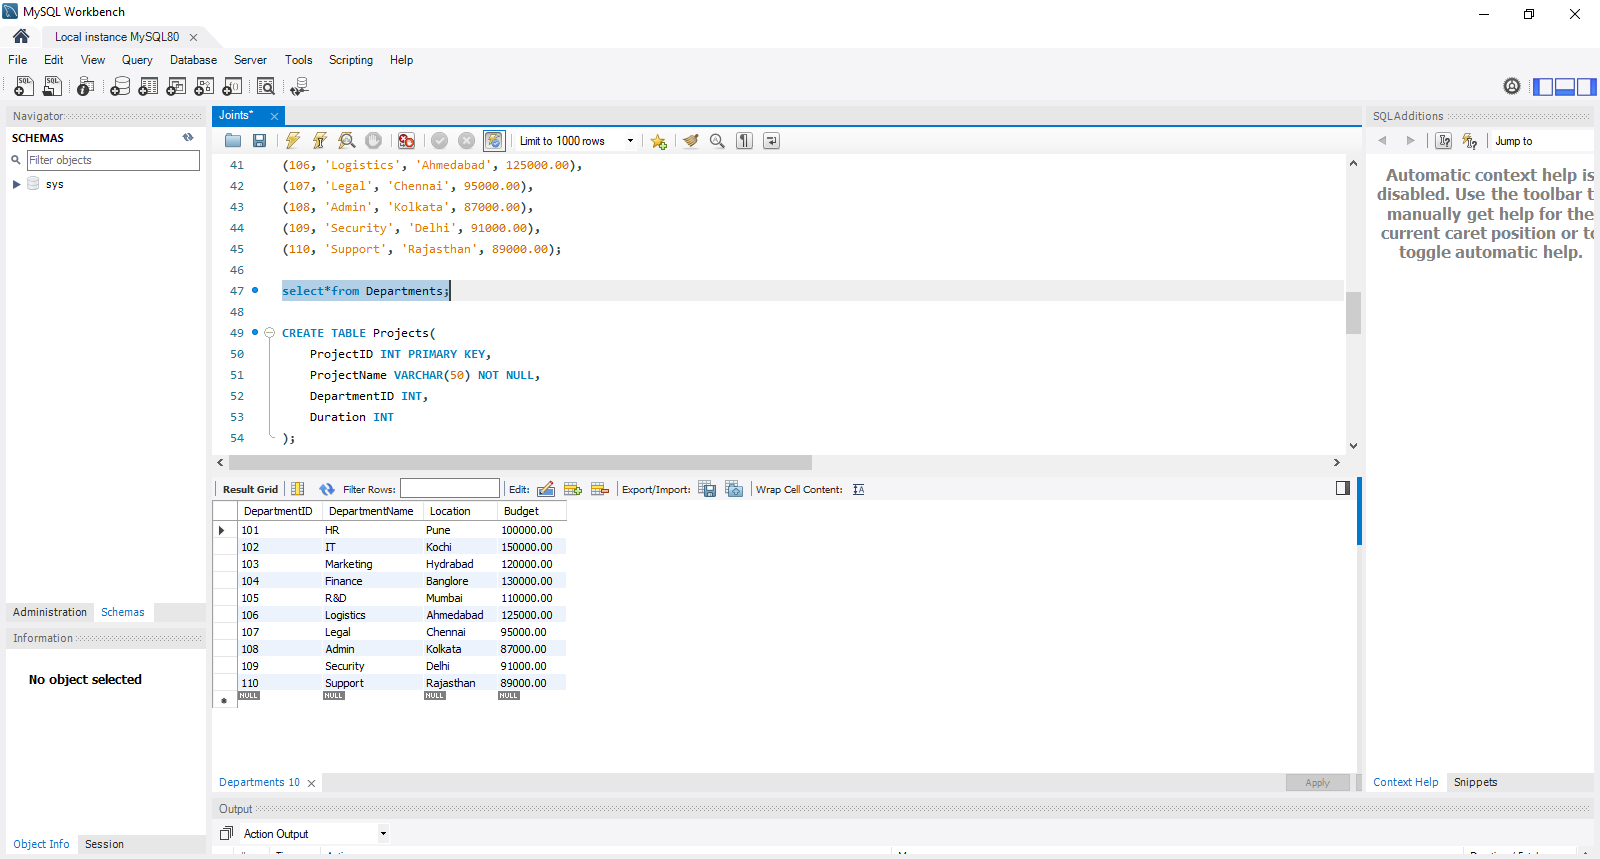 MySQL Workbench
Local instance MySQL80
File Edit View Query Database Server Tools Scripting Help
Navigator
SCHEMAS
Filter objects
sys
Administration Schemas
Information
No object selected
Object Info Session
Joints*
Limit to 1000 rows
41 (106, 'Logistics', 'Ahmedabad', 125000.00),
42 (107, 'Legal', 'Chennai', 95000.00),
43 (108, 'Admin', 'Kolkata', 87000.00),
44 (109, 'Security', 'Delhi', 91000.00),
45 (110, 'Support', 'Rajasthan', 89000.00);
46
47 select*from Departments;
48
49 CREATE TABLE Projects(
50 ProjectID INT PRIMARY KEY,
51 ProjectName VARCHAR(50) NOT NULL,
52 DepartmentID INT,
53 Duration INT
54 );
Result Grid Filter Rows: Edit: Export/Import: Wrap Cell Content: IA
DepartmentID DepartmentName Location Budget
101 HR Pune 100000.00
102 IT Kochi 150000.00
103 Marketing Hydrabad 120000.00
104 Finance Banglore 130000.00
105 R&D Mumbai 110000.00
106 Logistics Ahmedabad 125000.00
107 Legal Chennai 95000.00
108 Admin Kolkata 87000.00
109 Security Delhi 91000.00
110 Support Rajasthan 89000.00
NULL NULL NULL NULL
Departments 10
Apply
Output
Action Output
SQLAdditions
Jump to
Automatic context help is
disabled. Use the toolbar t
manually get help for the
current caret position or to
toggle automatic help.
Context Help Snippets